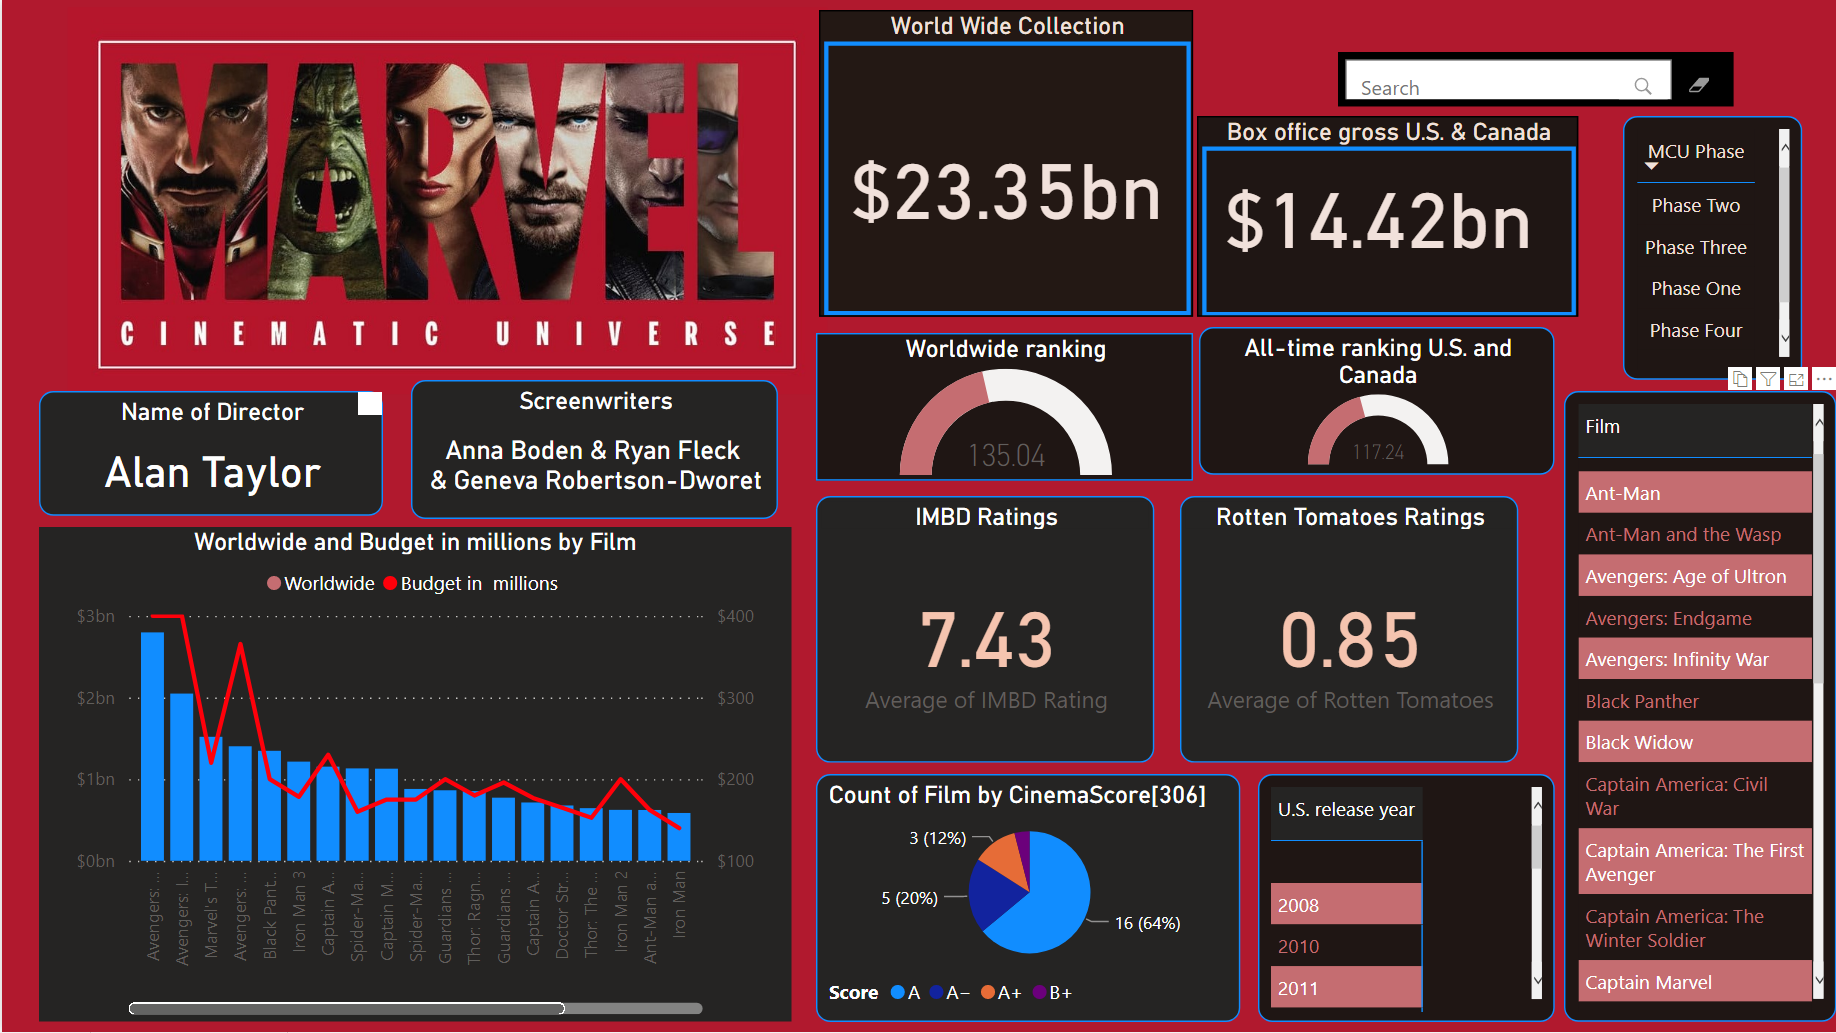 MARVEL
CINEMATIC UNIVERSE
World Wide Collection
$23.35bn
Box office gross U.S. & Canada
$14.42bn
Search
MCU Phase
Phase Two
Phase Three
Phase One
Phase Four
Name of Director
Alan Taylor
Screenwriters
Anna Boden & Ryan Fleck
& Geneva Robertson-Dworet
Worldwide ranking
135.04
All-time ranking U.S. and
Canada
117.24
IMBD Ratings
7.43
Average of IMBD Rating
Rotten Tomatoes Ratings
0.85
Average of Rotten Tomatoes
Worldwide and Budget in millions by Film
Worldwide
Budget in millions
$3bn
$2bn
$1bn
$0bn
$400
$300
$200
$100
Avengers: ...
Avengers: I...
Marvel's T...
Avengers: ...
Black Pant...
Iron Man 3
Captain A...
Spider-Ma...
Captain M...
Spider-Ma...
Guardians ...
Thor: Ragn...
Guardians ...
Captain A...
Doctor Str...
Thor: The ...
Iron Man 2
Ant-Man a...
Iron Man
Count of Film by CinemaScore[306]
3 (12%)
5 (20%)
16 (64%)
Score
A
A−
A+
B+
U.S. release year
2008
2010
2011
Film
Ant-Man
Ant-Man and the Wasp
Avengers: Age of Ultron
Avengers: Endgame
Avengers: Infinity War
Black Panther
Black Widow
Captain America: Civil
War
Captain America: The First
Avenger
Captain America: The
Winter Soldier
Captain Marvel